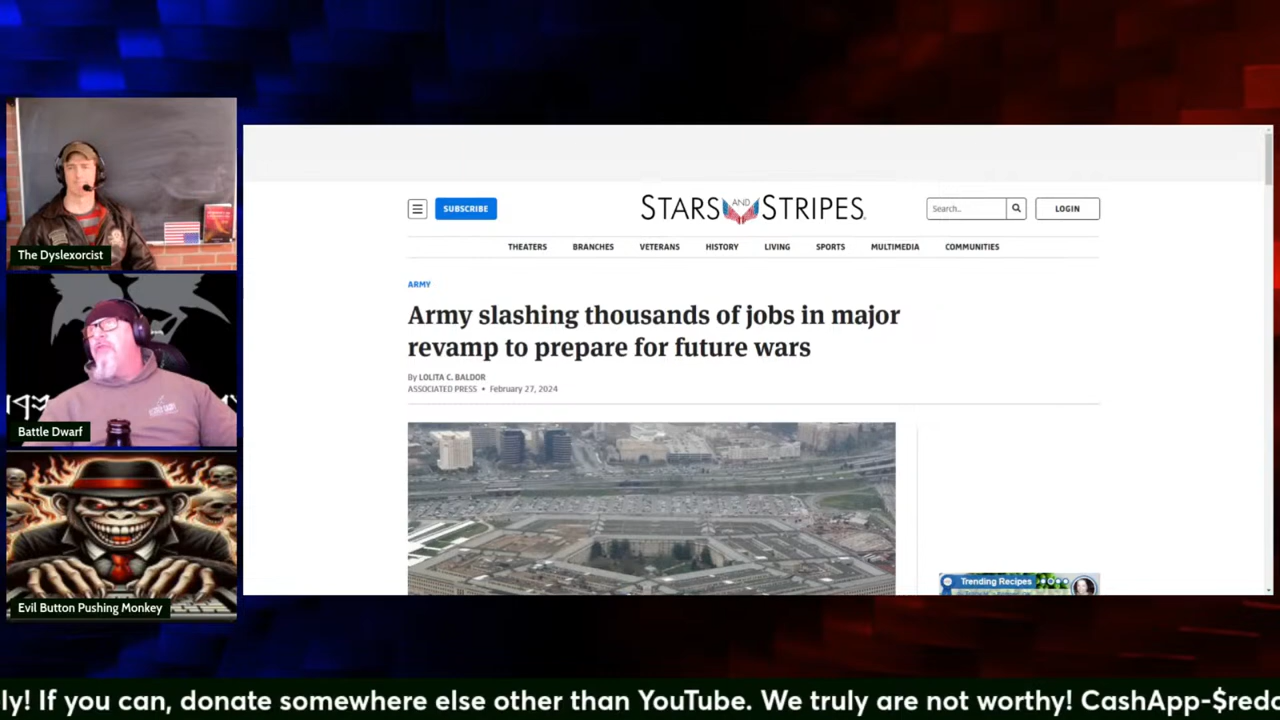 The Dyslexorcist
Battle Dwarf
Evil Button Pushing Monkey
SUBSCRIBE
STARS AND STRIPES.
Search..
LOGIN
THEATERS BRANCHES VETERANS HISTORY LIVING SPORTS MULTIMEDIA COMMUNITIES
ARMY
Army slashing thousands of jobs in major
revamp to prepare for future wars
By LOLITA C. BALDOR
ASSOCIATED PRESS • February 27, 2024
Trending Recipes
ly! If you can, donate somewhere else other than YouTube. We truly are not worthy! CashApp-$redc